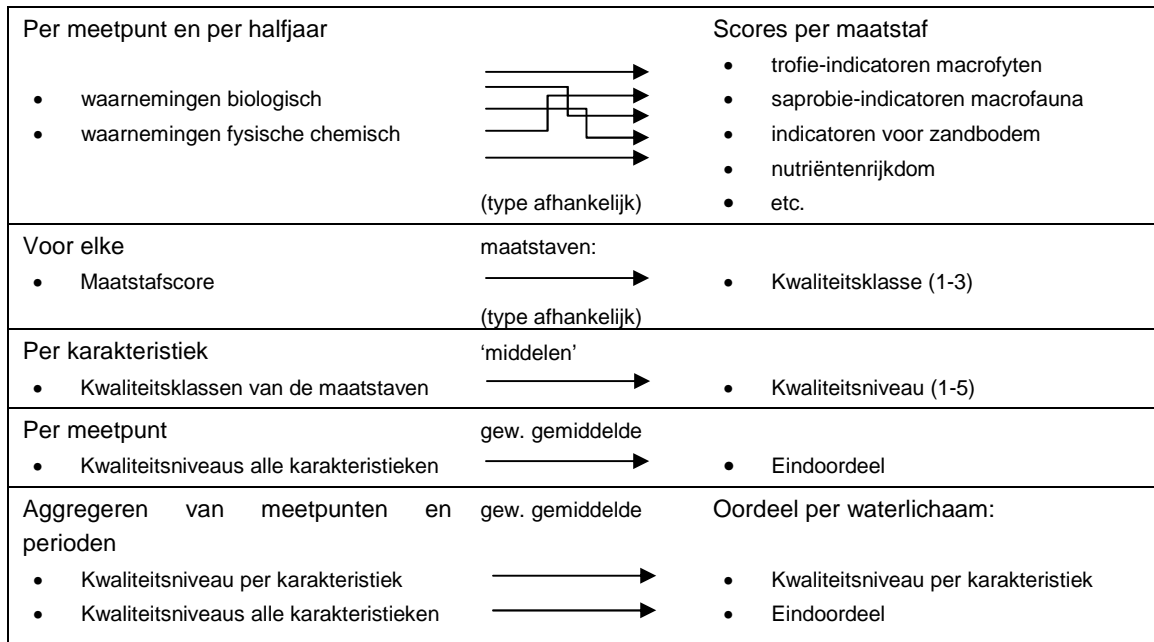 Per meetpunt en per halfjaar
• waarnemingen biologisch
• waarnemingen fysische chemisch
(type afhankelijk)
Scores per maatstaf
• trofie-indicatoren macrofyten
• saprobie-indicatoren macrofauna
• indicatoren voor zandbodem
• nutriëntenrijkdom
• etc.
Voor elke
• Maatstafscore
maatstaven:
(type afhankelijk)
• Kwaliteitsklasse (1-3)
Per karakteristiek
• Kwaliteitsklassen van de maatstaven
‘middelen’
• Kwaliteitsniveau (1-5)
Per meetpunt
• Kwaliteitsniveaus alle karakteristieken
gew. gemiddelde
• Eindoordeel
Aggregeren van meetpunten en
perioden
• Kwaliteitsniveau per karakteristiek
• Kwaliteitsniveaus alle karakteristieken
gew. gemiddelde
Oordeel per waterlichaam:
• Kwaliteitsniveau per karakteristiek
• Eindoordeel